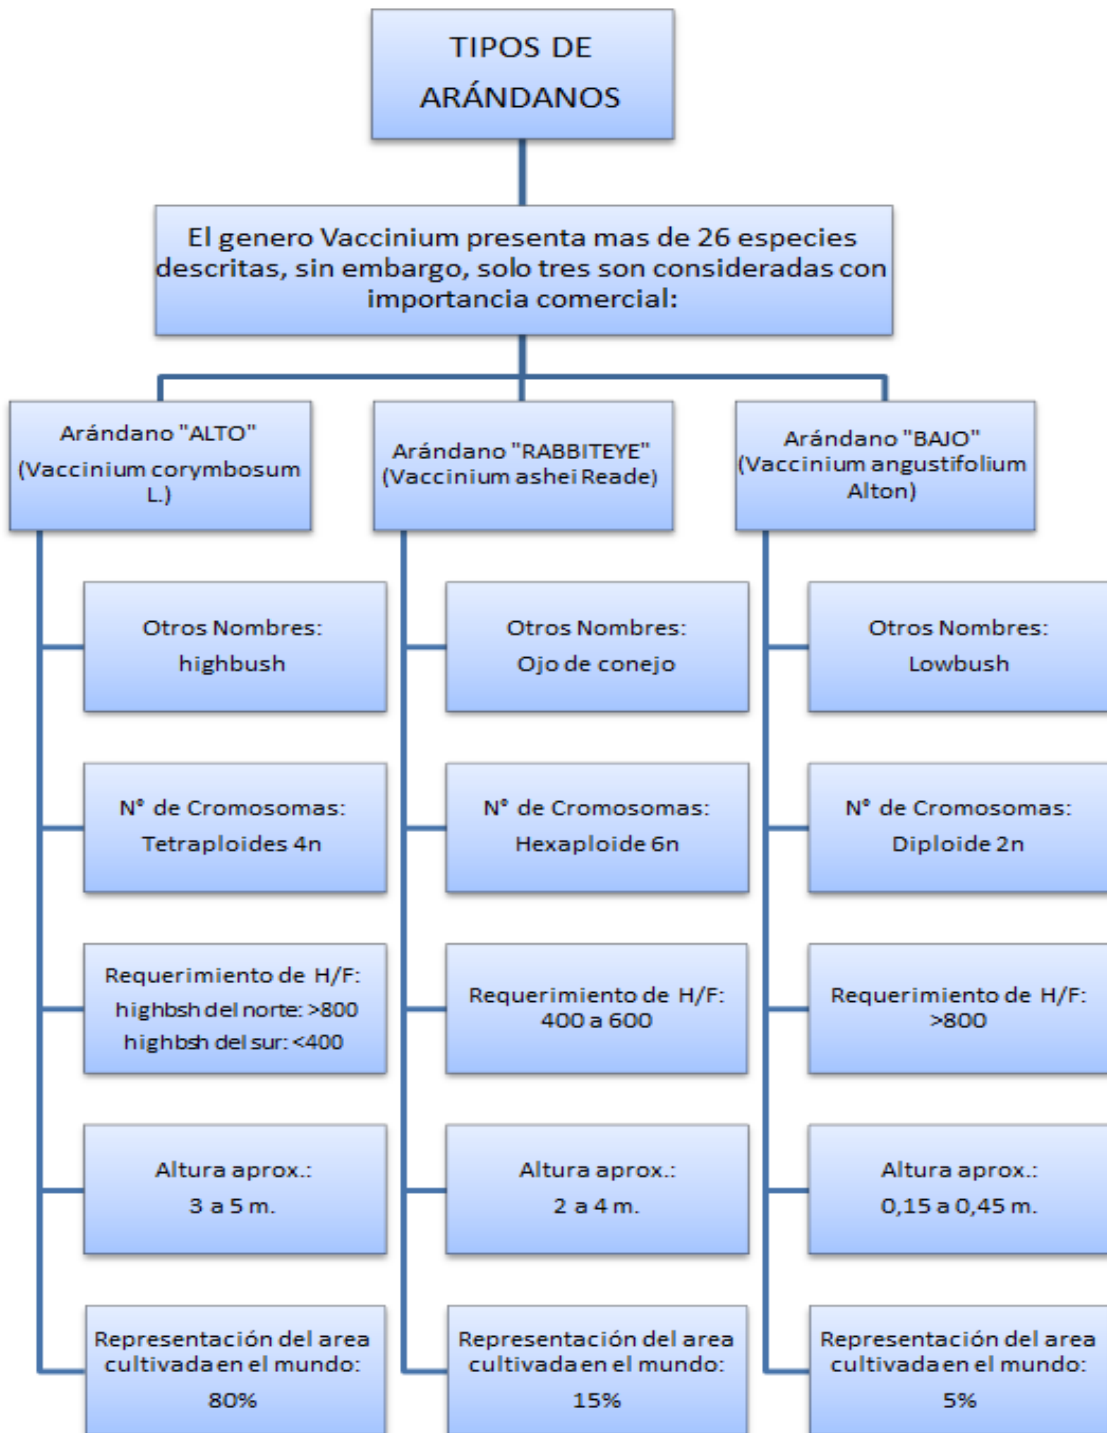 TIPOS DE
ARÁNDANOS
El genero Vaccinium presenta mas de 26 especies
descritas, sin embargo, solo tres son consideradas con
importancia comercial:
Arándano "ALTO"
(Vaccinium corymbosum
L.)
Otros Nombres:
highbush
N° de Cromosomas:
Tetraploides 4n
Requerimiento de H/F:
highbsh del norte: >800
highbsh del sur: <400
Altura aprox.:
3 a 5 m.
Representación del area
cultivada en el mundo:
80%
Arándano "RABBITEYE"
(Vaccinium ashei Reade)
Otros Nombres:
Ojo de conejo
N° de Cromosomas:
Hexaploide 6n
Requerimiento de H/F:
400 a 600
Altura aprox.:
2 a 4 m.
Representación del area
cultivada en el mundo:
15%
Arándano "BAJO"
(Vaccinium angustifolium
Alton)
Otros Nombres:
Lowbush
N° de Cromosomas:
Diploide 2n
Requerimiento de H/F:
>800
Altura aprox.:
0,15 a 0,45 m.
Representación del area
cultivada en el mundo:
5%